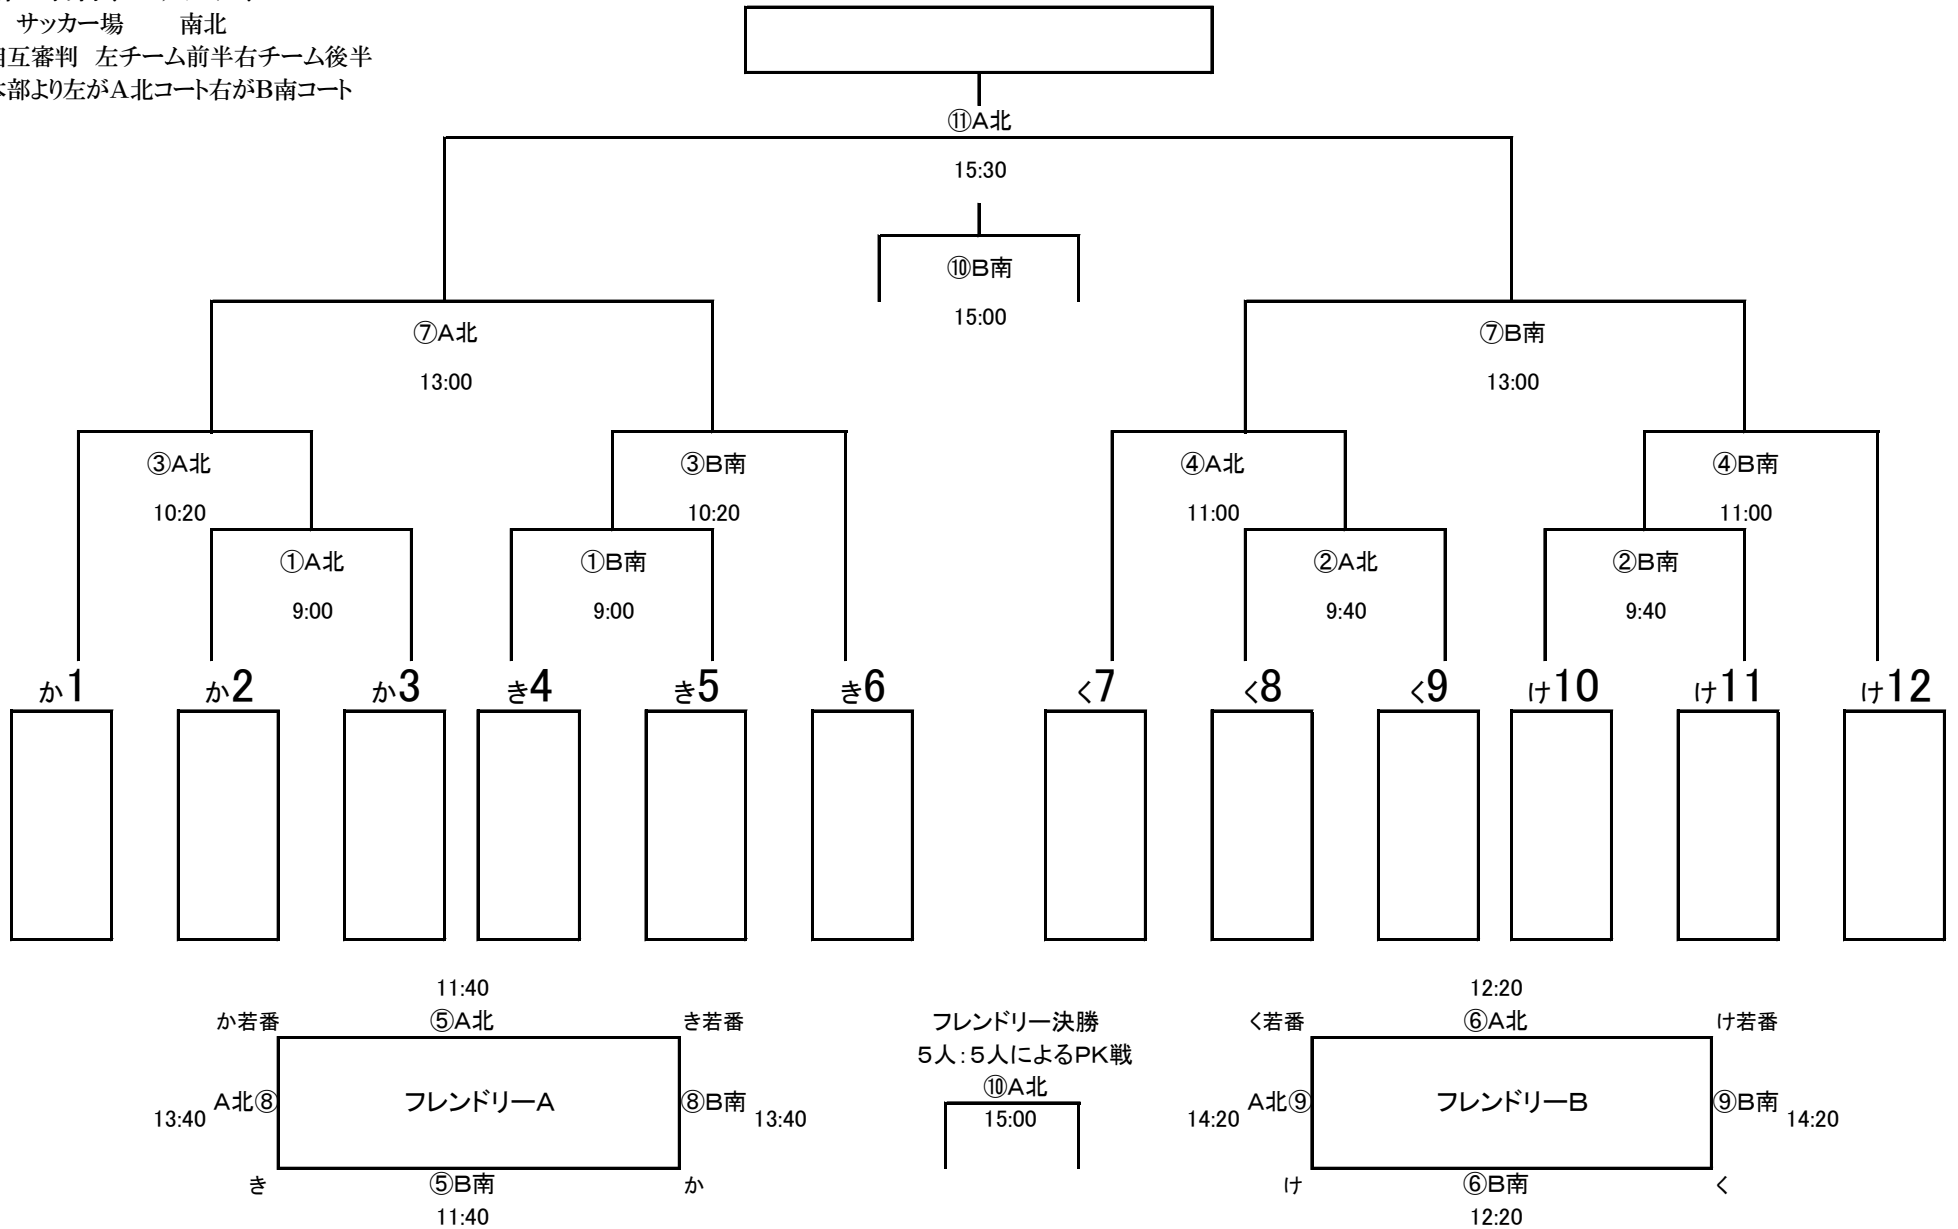 サッカー場 南北
相互審判 左チーム前半右チーム後半
本部より左がA北コート右がB南コート
⑪A北
15:30
⑩B南
15:00
⑦A北
13:00
⑦B南
13:00
③A北
10:20
③B南
10:20
④A北
11:00
④B南
11:00
①A北
9:00
①B南
9:00
②A北
9:40
②B南
9:40
か1 か2 か3 き4 き5 き6 く7 く8 く9 け10 け11 け12
11:40
か若番 ⑤A北 き若番
13:40 A北⑧ フレンドリーA ⑧B南 13:40
き ⑤B南 か
11:40
フレンドリー決勝
5人:5人によるPK戦
⑩A北
15:00
12:20
く若番 ⑥A北 け若番
14:20 A北⑨ フレンドリーB ⑨B南 14:20
け ⑥B南 く
12:20